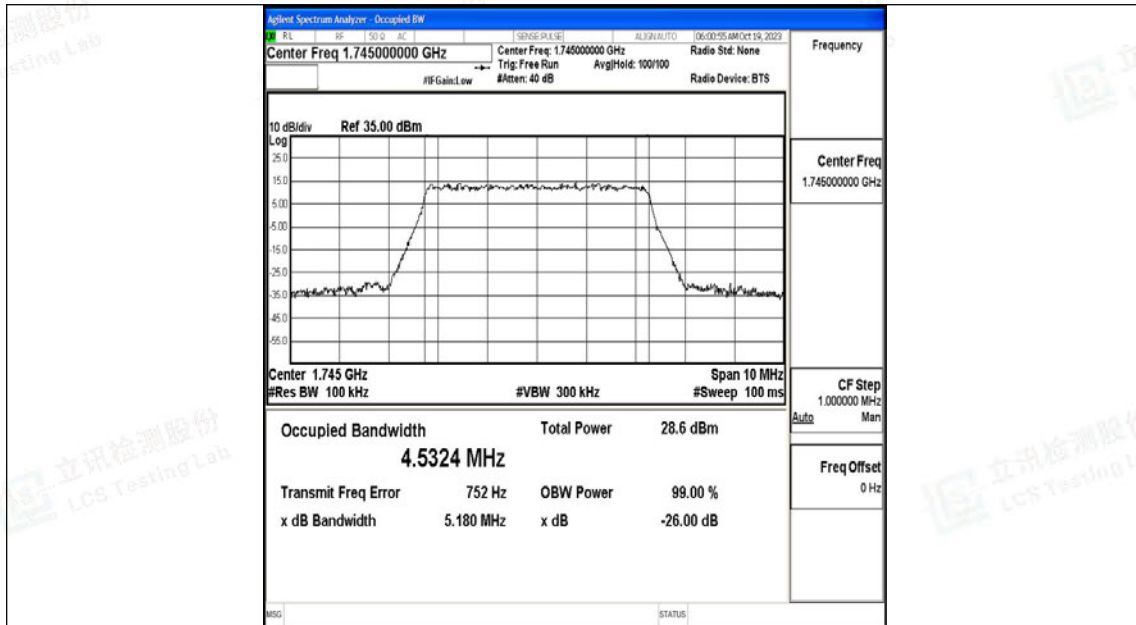 Agilent Spectrum Analyzer - Occupied BW
RL RF 50 Ω AC SENSE:PULSE ALIGNAUTO 06:00:55 AM Oct 19, 2023
Center Freq 1.745000000 GHz
Center Freq: 1.745000000 GHz
Radio Std: None
Trig: Free Run Avg|Hold: 100/100
#IFGain:Low
#Atten: 40 dB
Radio Device: BTS
10 dB/div Ref 35.00 dBm
Log
25.0
15.0
5.00
-5.00
-15.0
-25.0
-35.0
-45.0
-55.0
Center 1.745 GHz
Span 10 MHz
#Res BW 100 kHz
#VBW 300 kHz
#Sweep 100 ms
Occupied Bandwidth
4.5324 MHz
Total Power 28.6 dBm
Transmit Freq Error 752 Hz
OBW Power 99.00 %
x dB Bandwidth 5.180 MHz
x dB -26.00 dB
MSG
STATUS
Frequency
Center Freq
1.745000000 GHz
CF Step
1.000000 MHz
Auto Man
Freq Offset
0 Hz
立讯检测股份
LCS Testing Lab
立讯检测股份